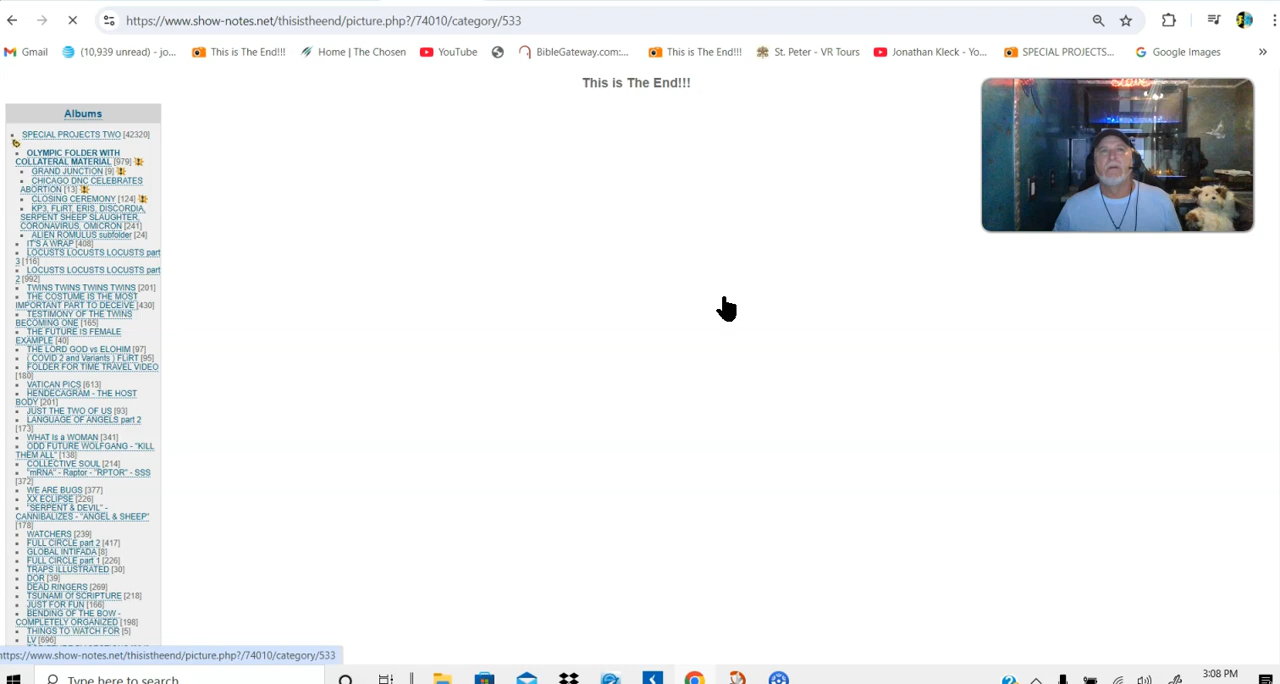 https://www.show-notes.net/thisistheend/picture.php?/74010/category/533
Gmail (10,939 unread) - jo... This is The End!!! Home | The Chosen YouTube BibleGateway.com:... This is The End!!! St. Peter - VR Tours Jonathan Kleck - Yo... SPECIAL PROJECTS... Google Images
This is The End!!!
Albums
SPECIAL PROJECTS TWO [42320]
OLYMPIC FOLDER WITH
COLLATERAL MATERIAL [979]
GRAND JUNCTION [9]
CHICAGO DNC CELEBRATES
ABORTION [13]
CLOSING CEREMONY [124]
KP3, FLiRT, ERIS, DISCORDIA,
SERPENT SHEEP SLAUGHTER,
CORONAVIRUS, OMICRON [241]
ALIEN ROMULUS subfolder [24]
IT'S A WRAP [408]
LOCUSTS LOCUSTS LOCUSTS part
3 [116]
LOCUSTS LOCUSTS LOCUSTS part
2 [992]
TWINS TWINS TWINS TWINS [201]
THE COSTUME IS THE MOST
IMPORTANT PART TO DECEIVE [430]
TESTIMONY OF THE TWINS
BECOMING ONE [165]
THE FUTURE IS FEMALE
EXAMPLE [40]
THE LORD GOD vs ELOHIM [97]
( COVID 2 and Variants ) FLiRT [95]
FOLDER FOR TIME TRAVEL VIDEO
[180]
VATICAN PICS [613]
HENDECAGRAM - THE HOST
BODY [201]
JUST THE TWO OF US [93]
LANGUAGE OF ANGELS part 2
[173]
WHAT Is a WOMAN [341]
ODD FUTURE WOLFGANG - "KILL
THEM ALL" [138]
COLLECTIVE SOUL [214]
"mRNA" - Raptor - "RPTOR" - SSS
[372]
WE ARE BUGS [377]
XX ECLIPSE [226]
"SERPENT & DEVIL" -
CANNIBALIZES - "ANGEL & SHEEP"
[178]
WATCHERS [239]
FULL CIRCLE part 2 [417]
GLOBAL INTIFADA [8]
FULL CIRCLE part 1 [226]
TRAPS ILLUSTRATED [30]
DOR [39]
DEAD RINGERS [269]
TSUNAMI Of SCRIPTURE [218]
JUST FOR FUN [166]
BENDING OF THE BOW -
COMPLETELY ORGANIZED [198]
THINGS TO WATCH FOR [5]
LV [696]
https://www.show-notes.net/thisistheend/picture.php?/74010/category/533
Type here to search
3:08 PM